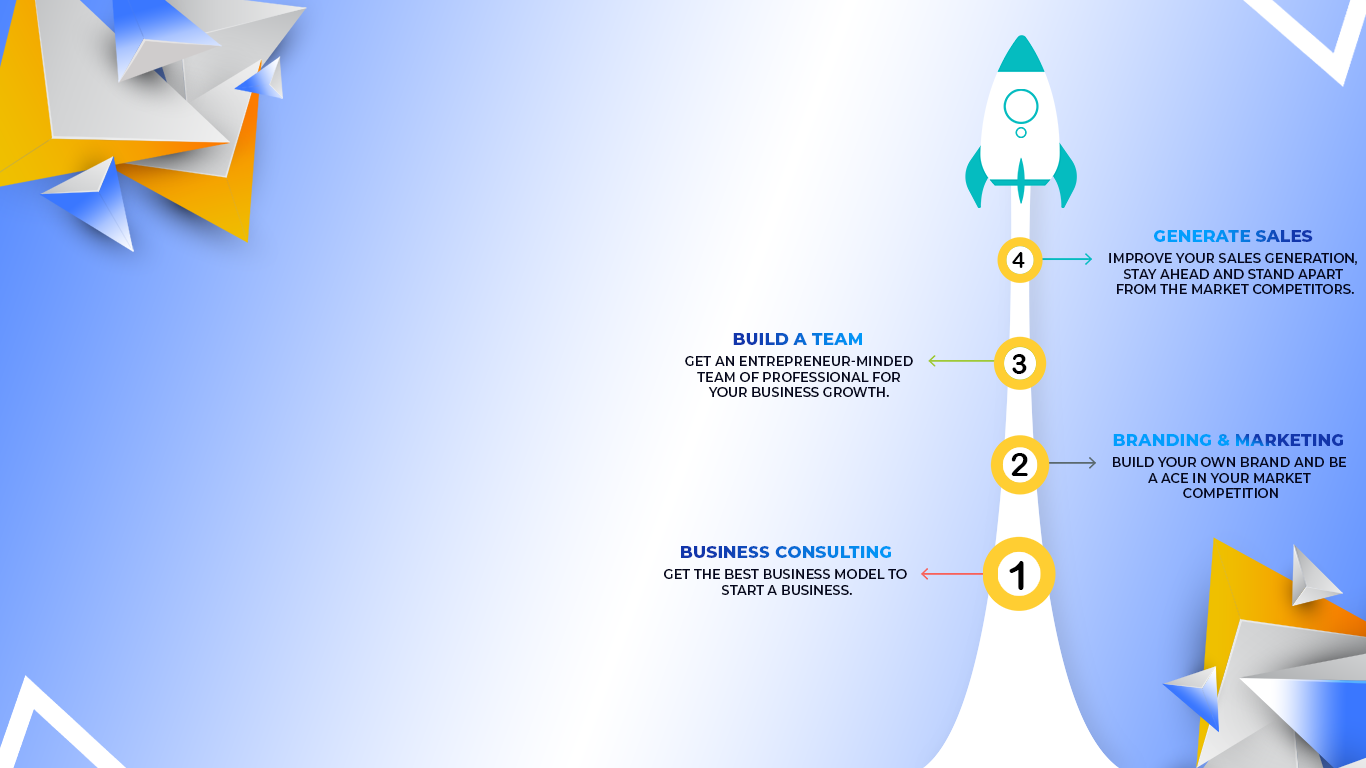 4
GENERATE SALES
IMPROVE YOUR SALES GENERATION,
STAY AHEAD AND STAND APART
FROM THE MARKET COMPETITORS.
3
BUILD A TEAM
GET AN ENTREPRENEUR-MINDED
TEAM OF PROFESSIONAL FOR
YOUR BUSINESS GROWTH.
2
BRANDING & MARKETING
BUILD YOUR OWN BRAND AND BE
A ACE IN YOUR MARKET
COMPETITION
1
BUSINESS CONSULTING
GET THE BEST BUSINESS MODEL TO
START A BUSINESS.